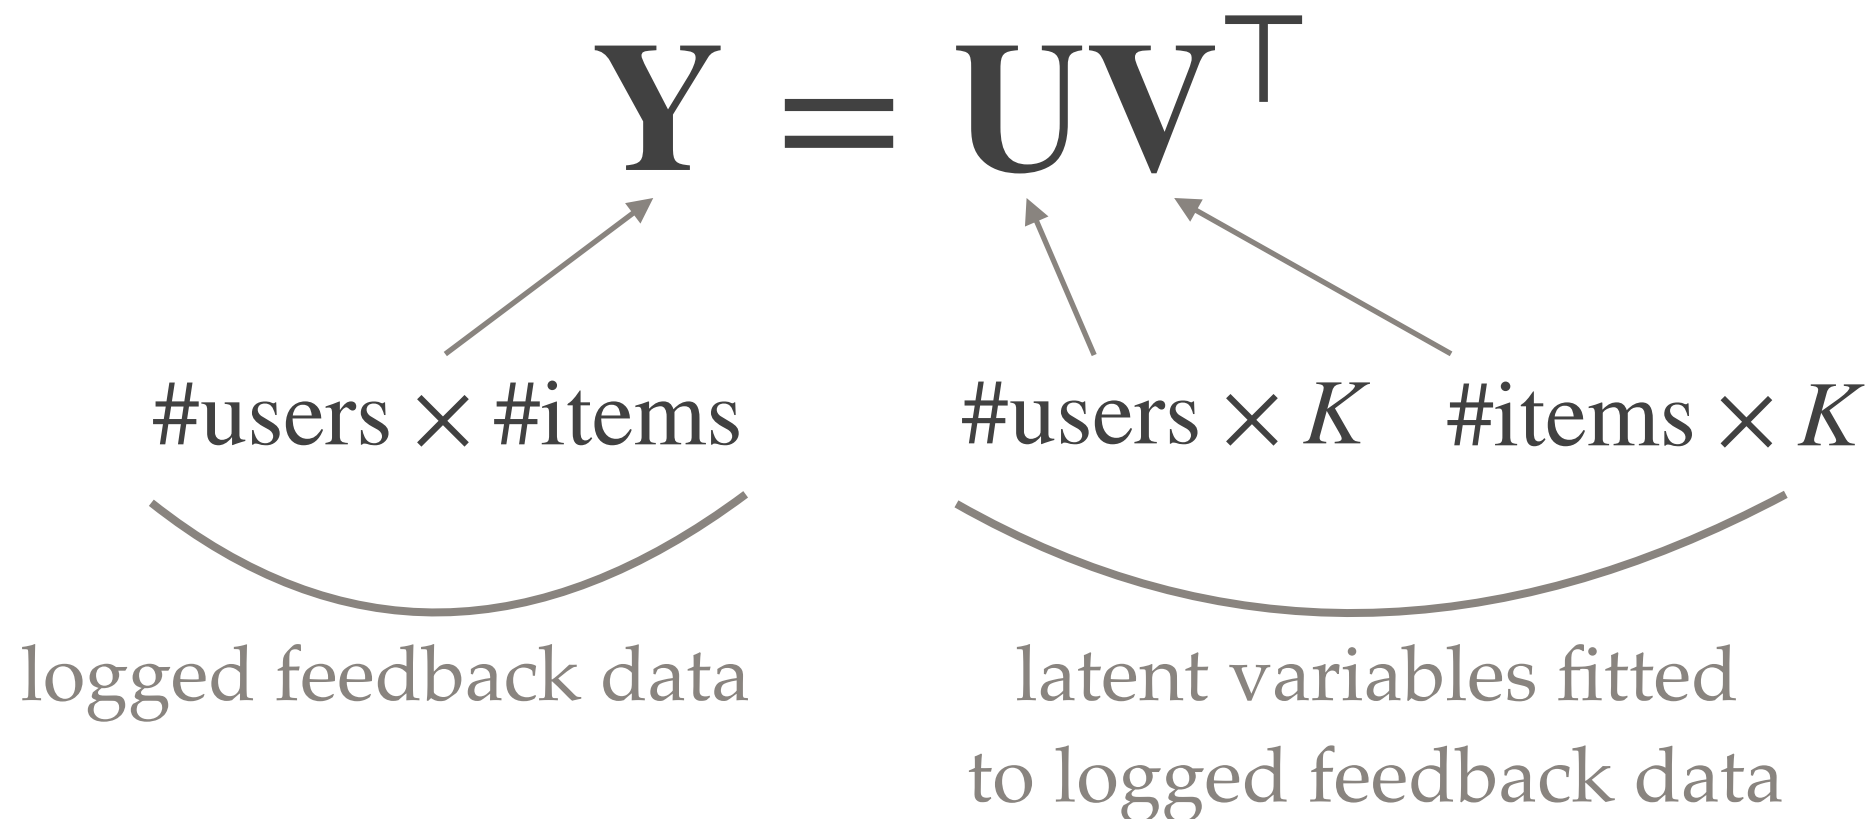 Y = UV⊤
#users × #items
#users × K
#items × K
logged feedback data
latent variables fitted
to logged feedback data